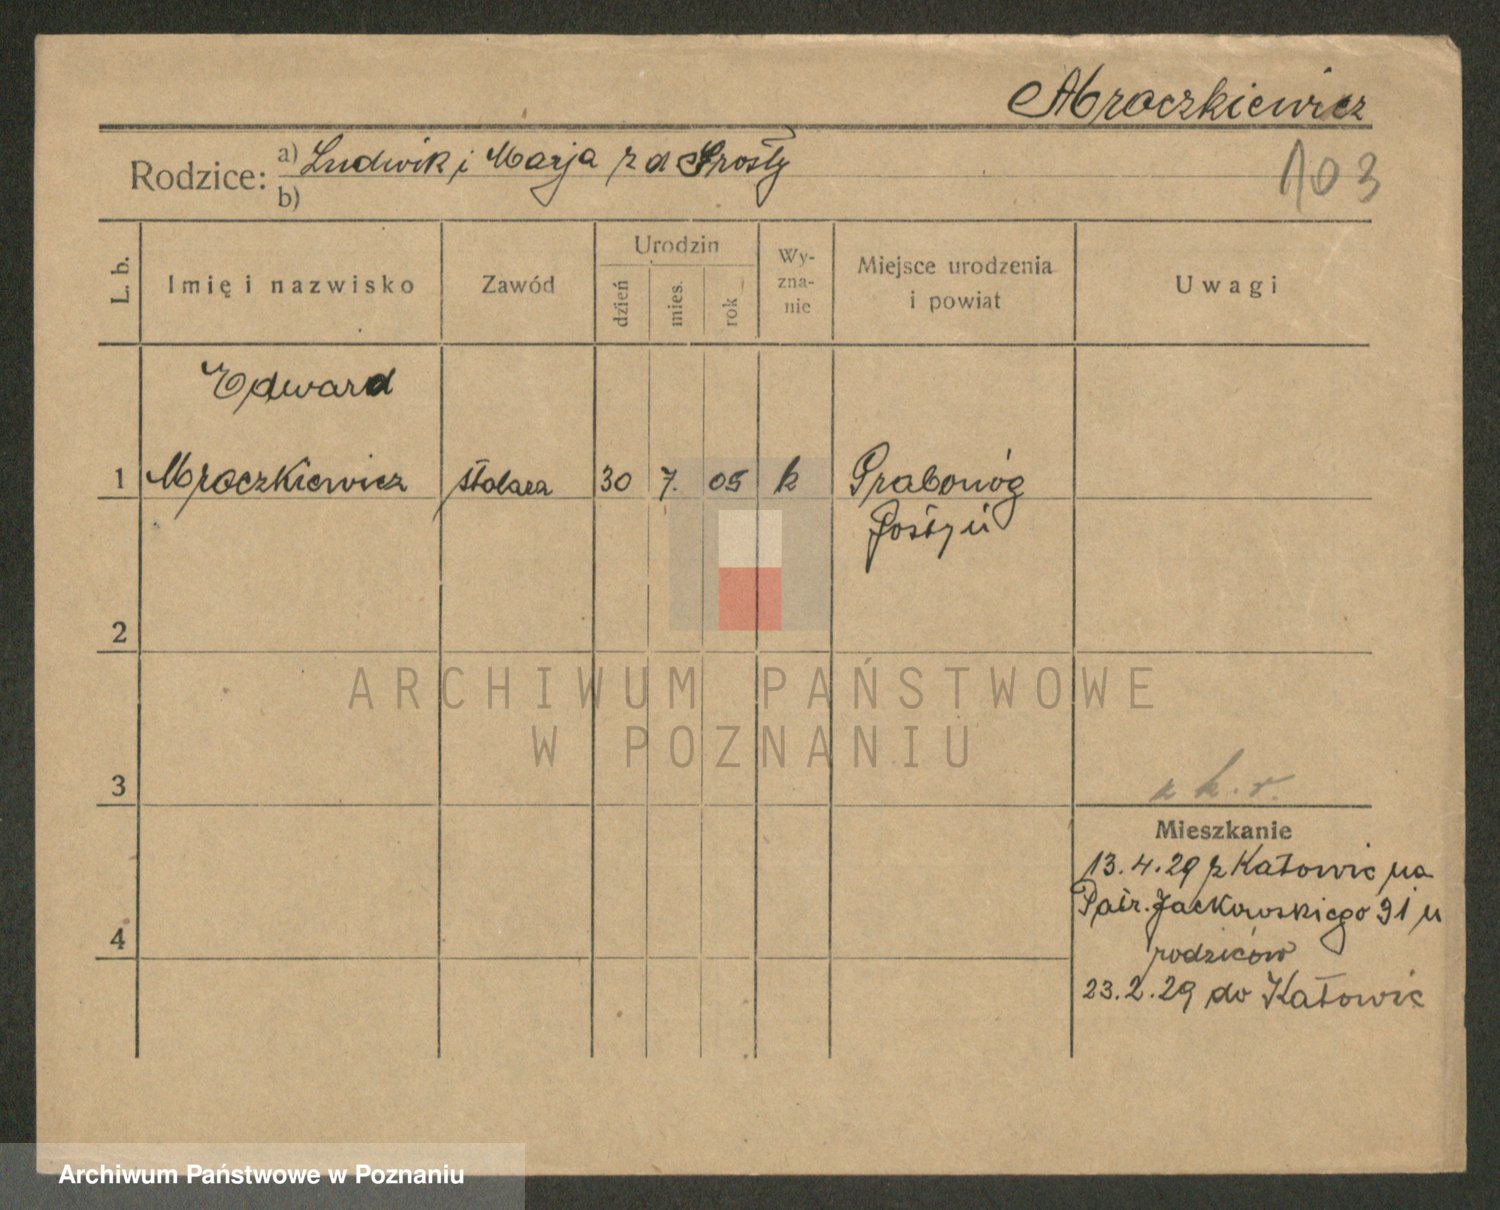 Mroczkiewicz
Rodzice: a) Ludwik i Marja z d Prosty
b)
103
L. b.
Imię i nazwisko
Zawód
Urodzin
dzień
mies.
rok
Wy-
zna-
nie
Miejsce urodzenia
i powiat
Uwagi
Edward
1 Mroczkiewicz stolarz 30 7. 05 k Grabonóg
Gostyń
2
ARCHIWUM PAŃSTWOWE
W POZNANIU
3
z k. r.
Mieszkanie
13.4.29 z Katowic na
Patr. Jackowskiego 31 u
4
rodziców
23.2.29 do Katowic
Archiwum Państwowe w Poznaniu